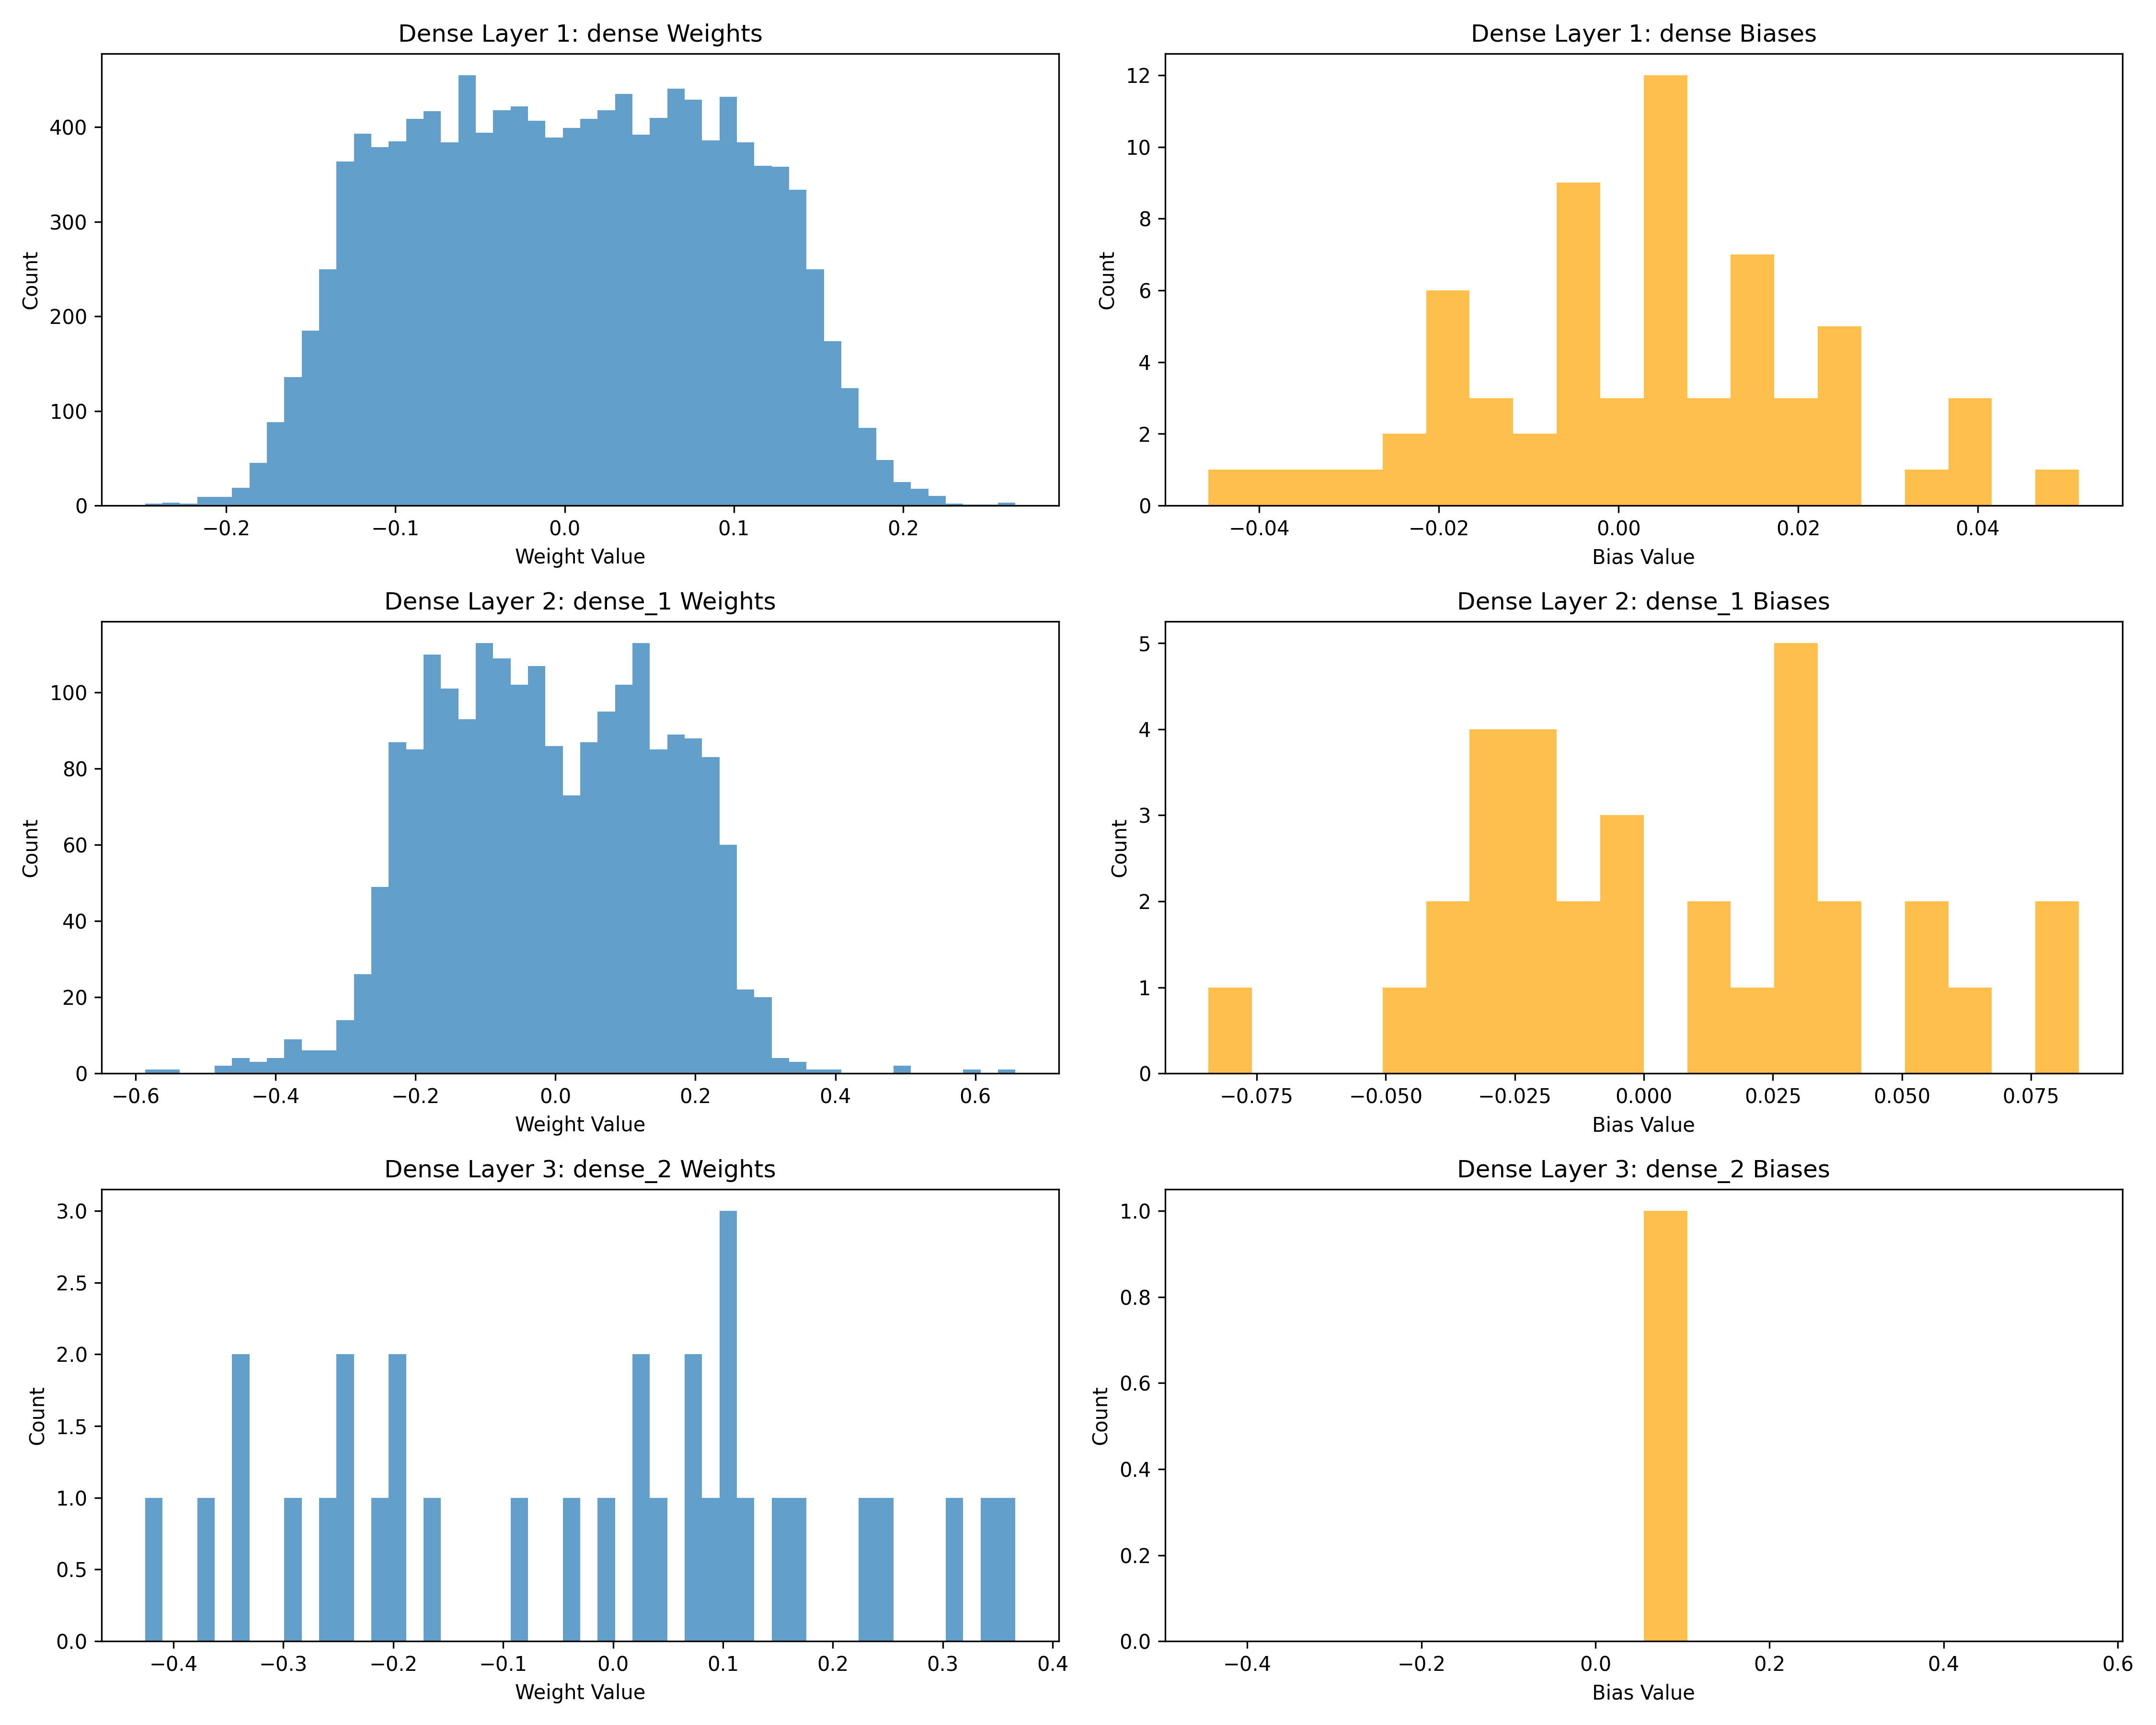 Dense Layer 1: dense Weights
Count
400
300
200
100
0
−0.2 −0.1 0.0 0.1 0.2
Weight Value
Dense Layer 1: dense Biases
Count
12
10
8
6
4
2
0
−0.04 −0.02 0.00 0.02 0.04
Bias Value
Dense Layer 2: dense_1 Weights
Count
100
80
60
40
20
0
−0.6 −0.4 −0.2 0.0 0.2 0.4 0.6
Weight Value
Dense Layer 2: dense_1 Biases
Count
5
4
3
2
1
0
−0.075 −0.050 −0.025 0.000 0.025 0.050 0.075
Bias Value
Dense Layer 3: dense_2 Weights
Count
3.0
2.5
2.0
1.5
1.0
0.5
0.0
−0.4 −0.3 −0.2 −0.1 0.0 0.1 0.2 0.3 0.4
Weight Value
Dense Layer 3: dense_2 Biases
Count
1.0
0.8
0.6
0.4
0.2
0.0
−0.4 −0.2 0.0 0.2 0.4 0.6
Bias Value